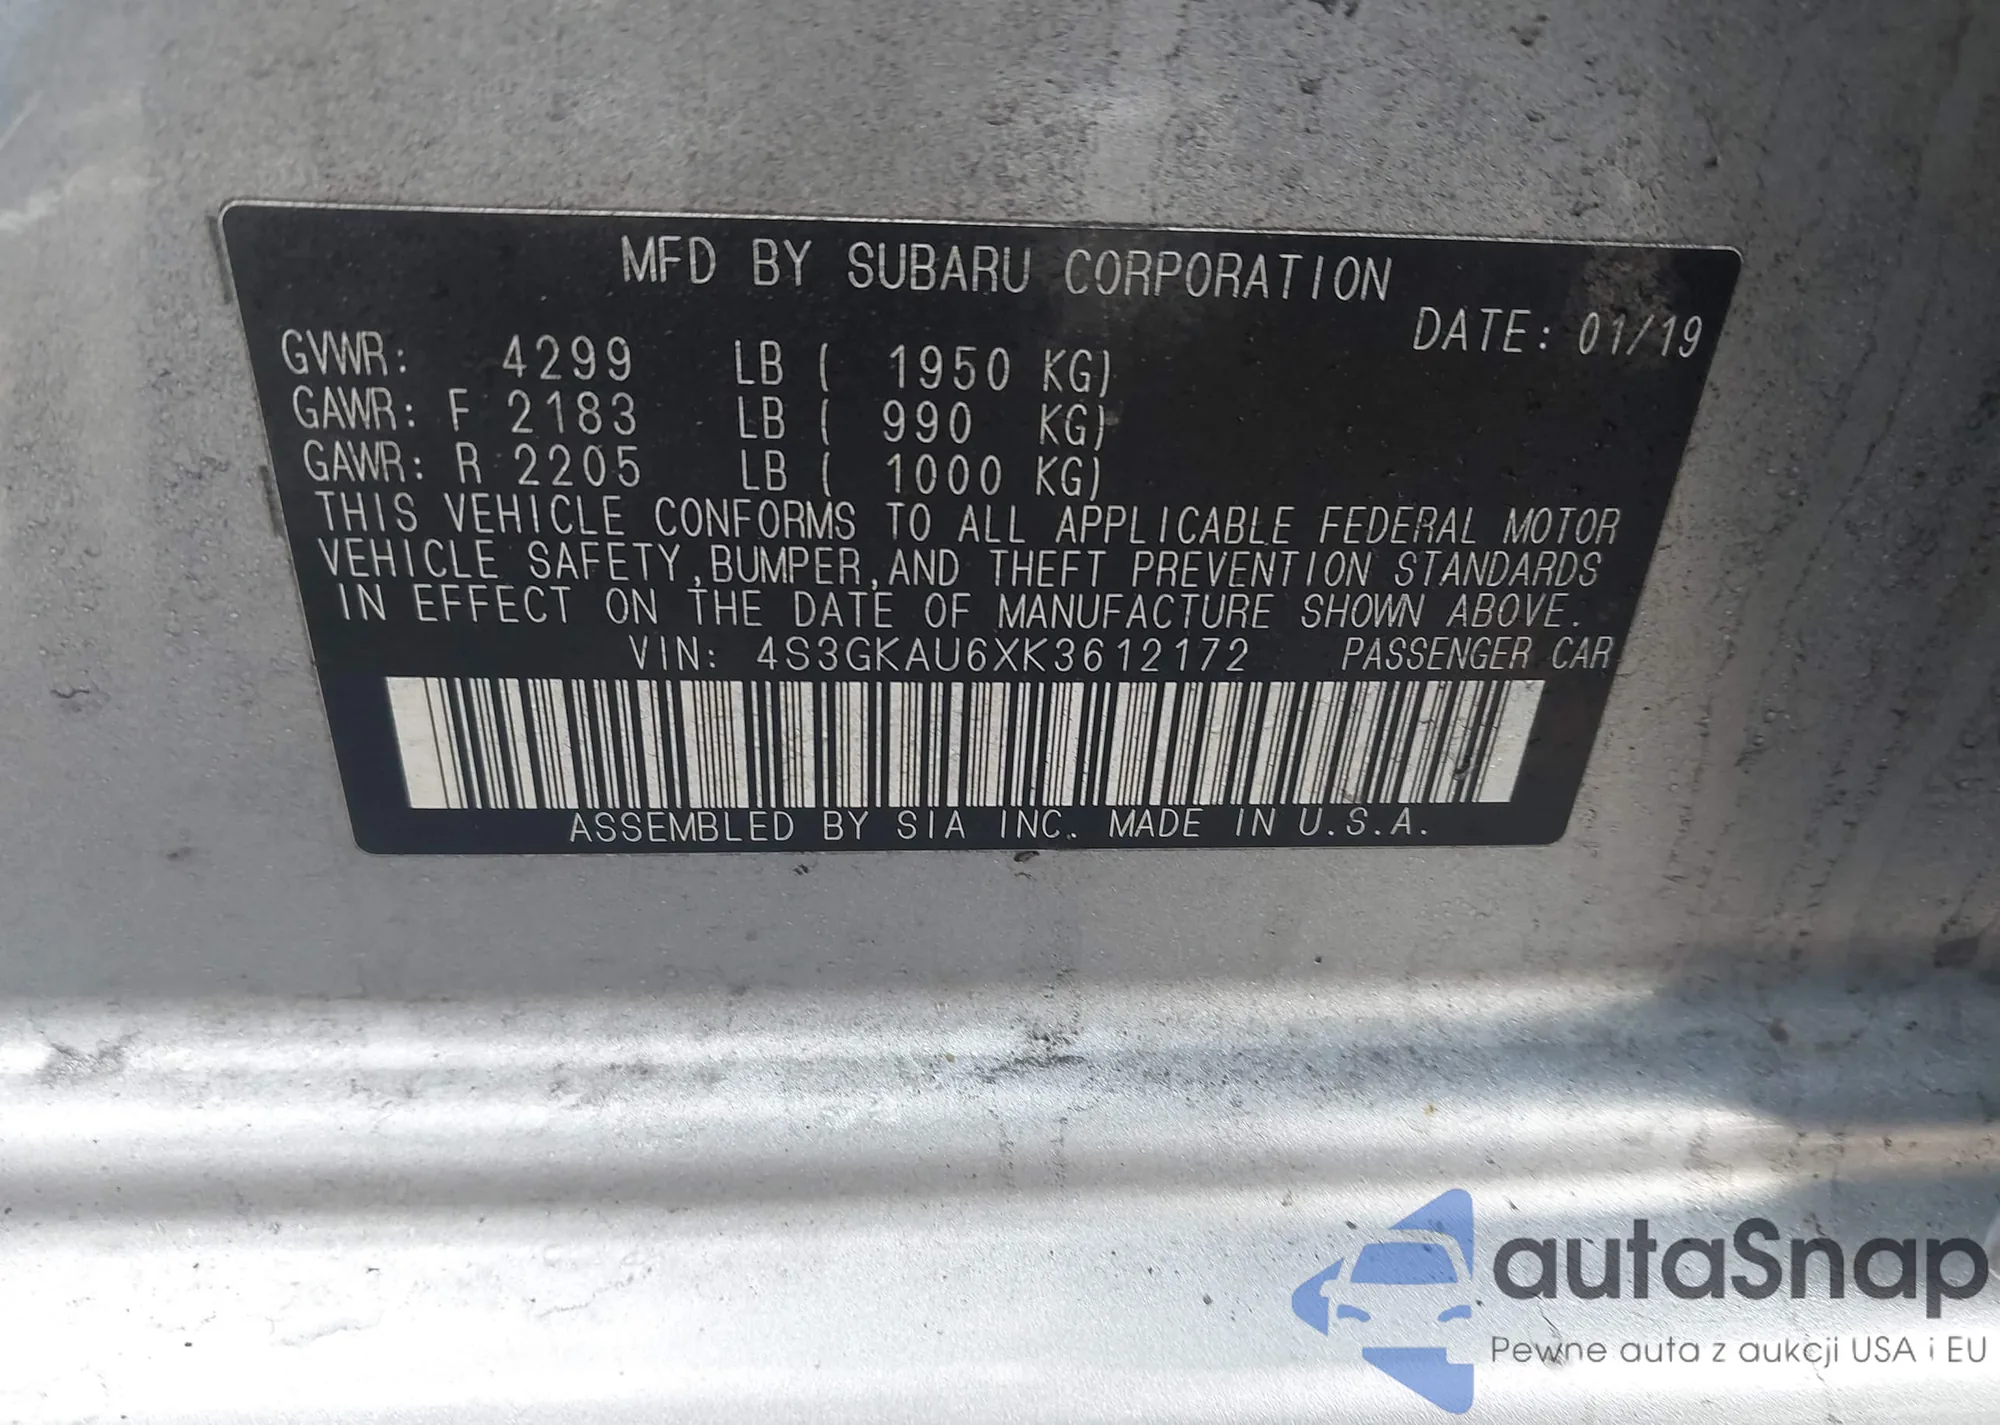 MFD BY SUBARU CORPORATION
DATE: 01/19
GVWR: 4299 LB ( 1950 KG)
GAWR: F 2183 LB ( 990 KG)
GAWR: R 2205 LB ( 1000 KG)
THIS VEHICLE CONFORMS TO ALL APPLICABLE FEDERAL MOTOR
VEHICLE SAFETY,BUMPER,AND THEFT PREVENTION STANDARDS
IN EFFECT ON THE DATE OF MANUFACTURE SHOWN ABOVE.
VIN: 4S3GKAU6XK3612172 PASSENGER CAR
ASSEMBLED BY SIA INC. MADE IN U.S.A.
autaSnap
Pewne auta z aukcji USA i EU